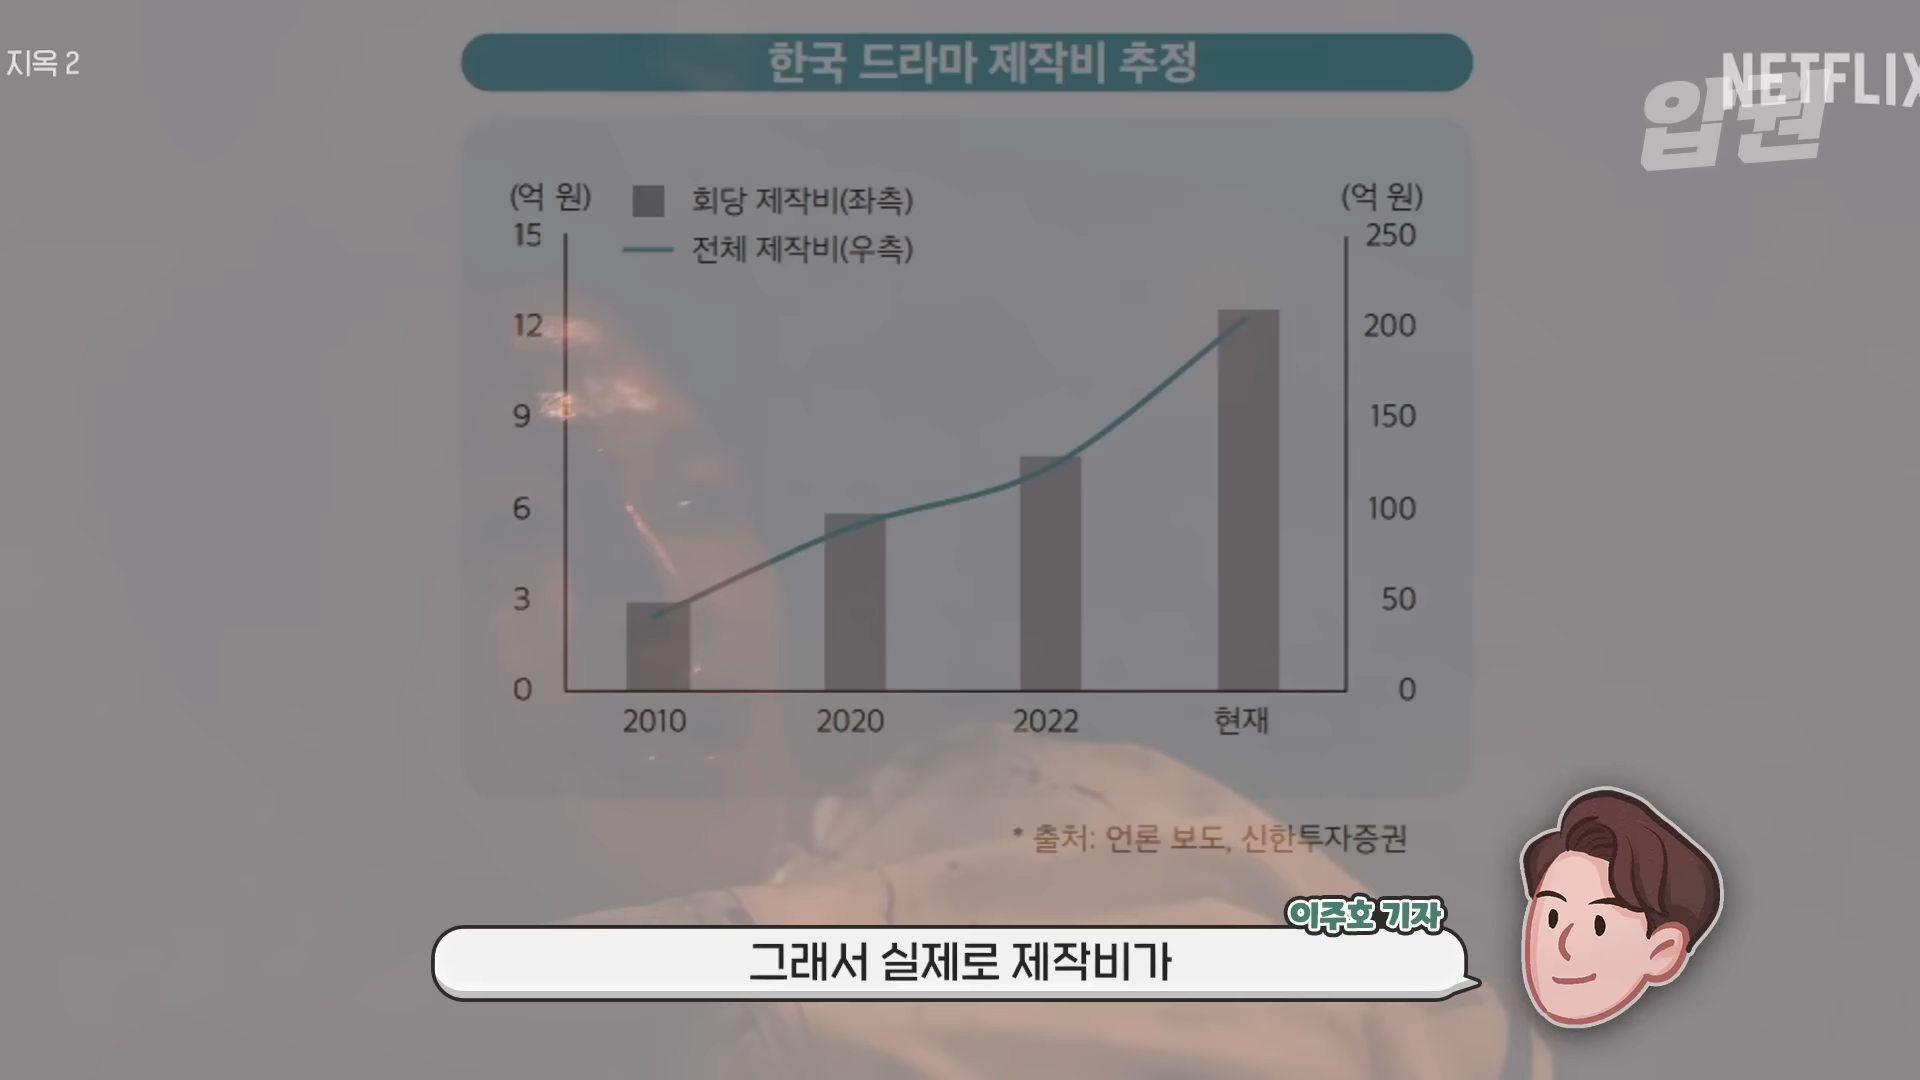 지옥 2
한국 드라마 제작비 추정
NETFLIX
입권
(억 원)
회당 제작비(좌측)
전체 제작비(우측)
(억 원)
15
12
9
6
3
0
250
200
150
100
50
0
2010 2020 2022 현재
* 출처: 언론 보도, 신한투자증권
이주호 기자
그래서 실제로 제작비가